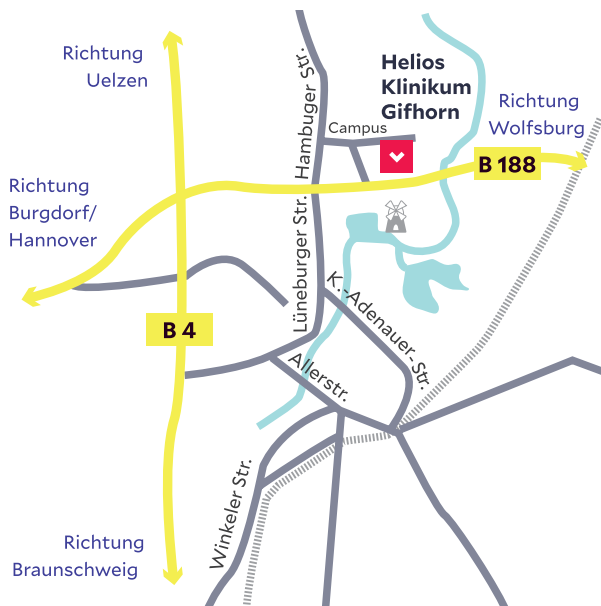 Richtung
Uelzen
Helios
Klinikum
Gifhorn
Hambuger Str.
Campus
Richtung
Wolfsburg
B 188
Richtung
Burgdorf/
Hannover
Lüneburger Str.
K.-Adenauer-Str.
B 4
Allerstr.
Winkeler Str.
Richtung
Braunschweig